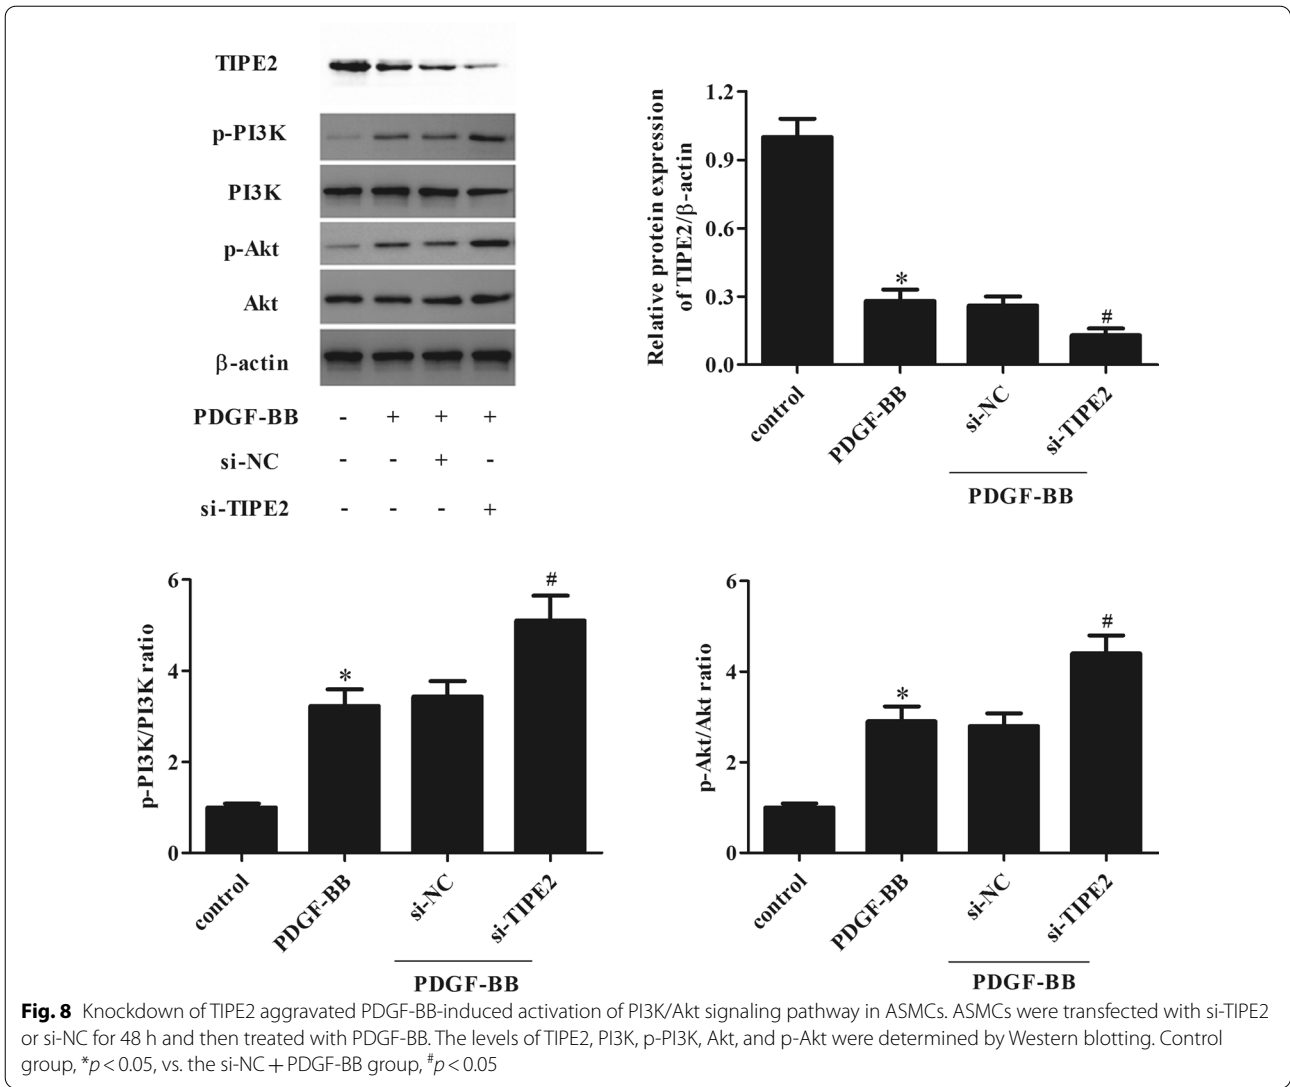 TIPE2
p-PI3K
PI3K
p-Akt
Akt
β-actin
PDGF-BB - + + +
si-NC - - + -
si-TIPE2 - - - +
Relative protein expression
of TIPE2/β-actin
1.2
0.9
0.6
0.3
0.0
*
#
control
PDGF-BB
si-NC
si-TIPE2
PDGF-BB
p-PI3K/PI3K ratio
6
4
2
0
*
#
control
PDGF-BB
si-NC
si-TIPE2
PDGF-BB
p-Akt/Akt ratio
6
4
2
0
*
#
control
PDGF-BB
si-NC
si-TIPE2
PDGF-BB
Fig. 8 Knockdown of TIPE2 aggravated PDGF-BB-induced activation of PI3K/Akt signaling pathway in ASMCs. ASMCs were transfected with si-TIPE2
or si-NC for 48 h and then treated with PDGF-BB. The levels of TIPE2, PI3K, p-PI3K, Akt, and p-Akt were determined by Western blotting. Control
group, *p < 0.05, vs. the si-NC + PDGF-BB group, #p < 0.05